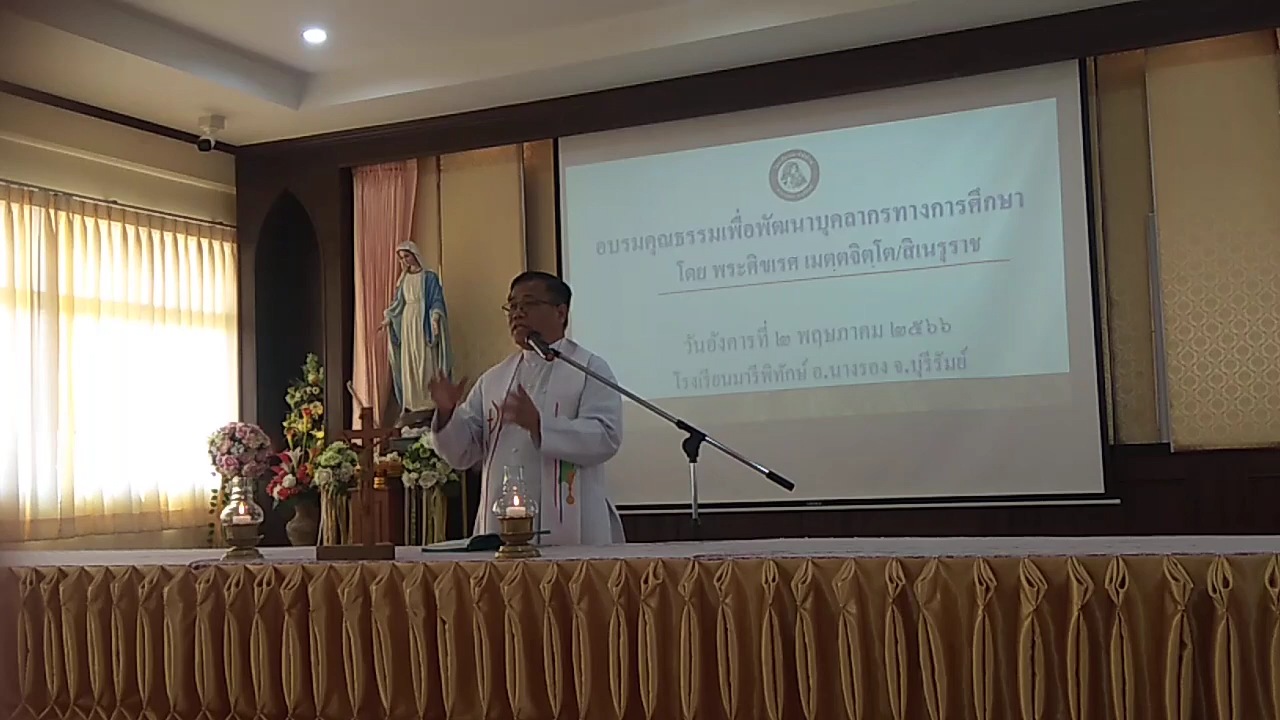 อบรมคุณธรรมเพื่อพัฒนาบุคลากรทางการศึกษา
โดย พระศิขเรศ เมตฺตจิตฺโต/สิเนรุราช
วันอังคารที่ ๒ พฤษภาคม ๒๕๖๖
โรงเรียนมารีพิทักษ์ อ.นางรอง จ.บุรีรัมย์